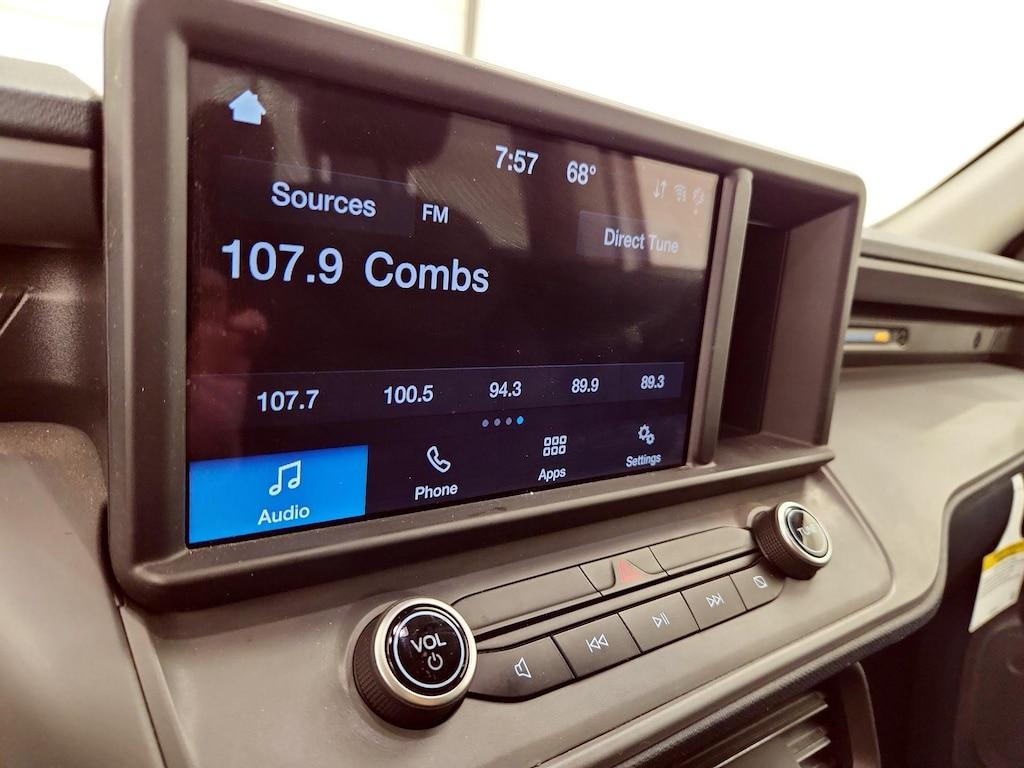 7:57 68°
Sources FM Direct Tune
107.9 Combs
107.7 100.5 94.3 89.9 89.3
Audio Phone Apps Settings
VOL